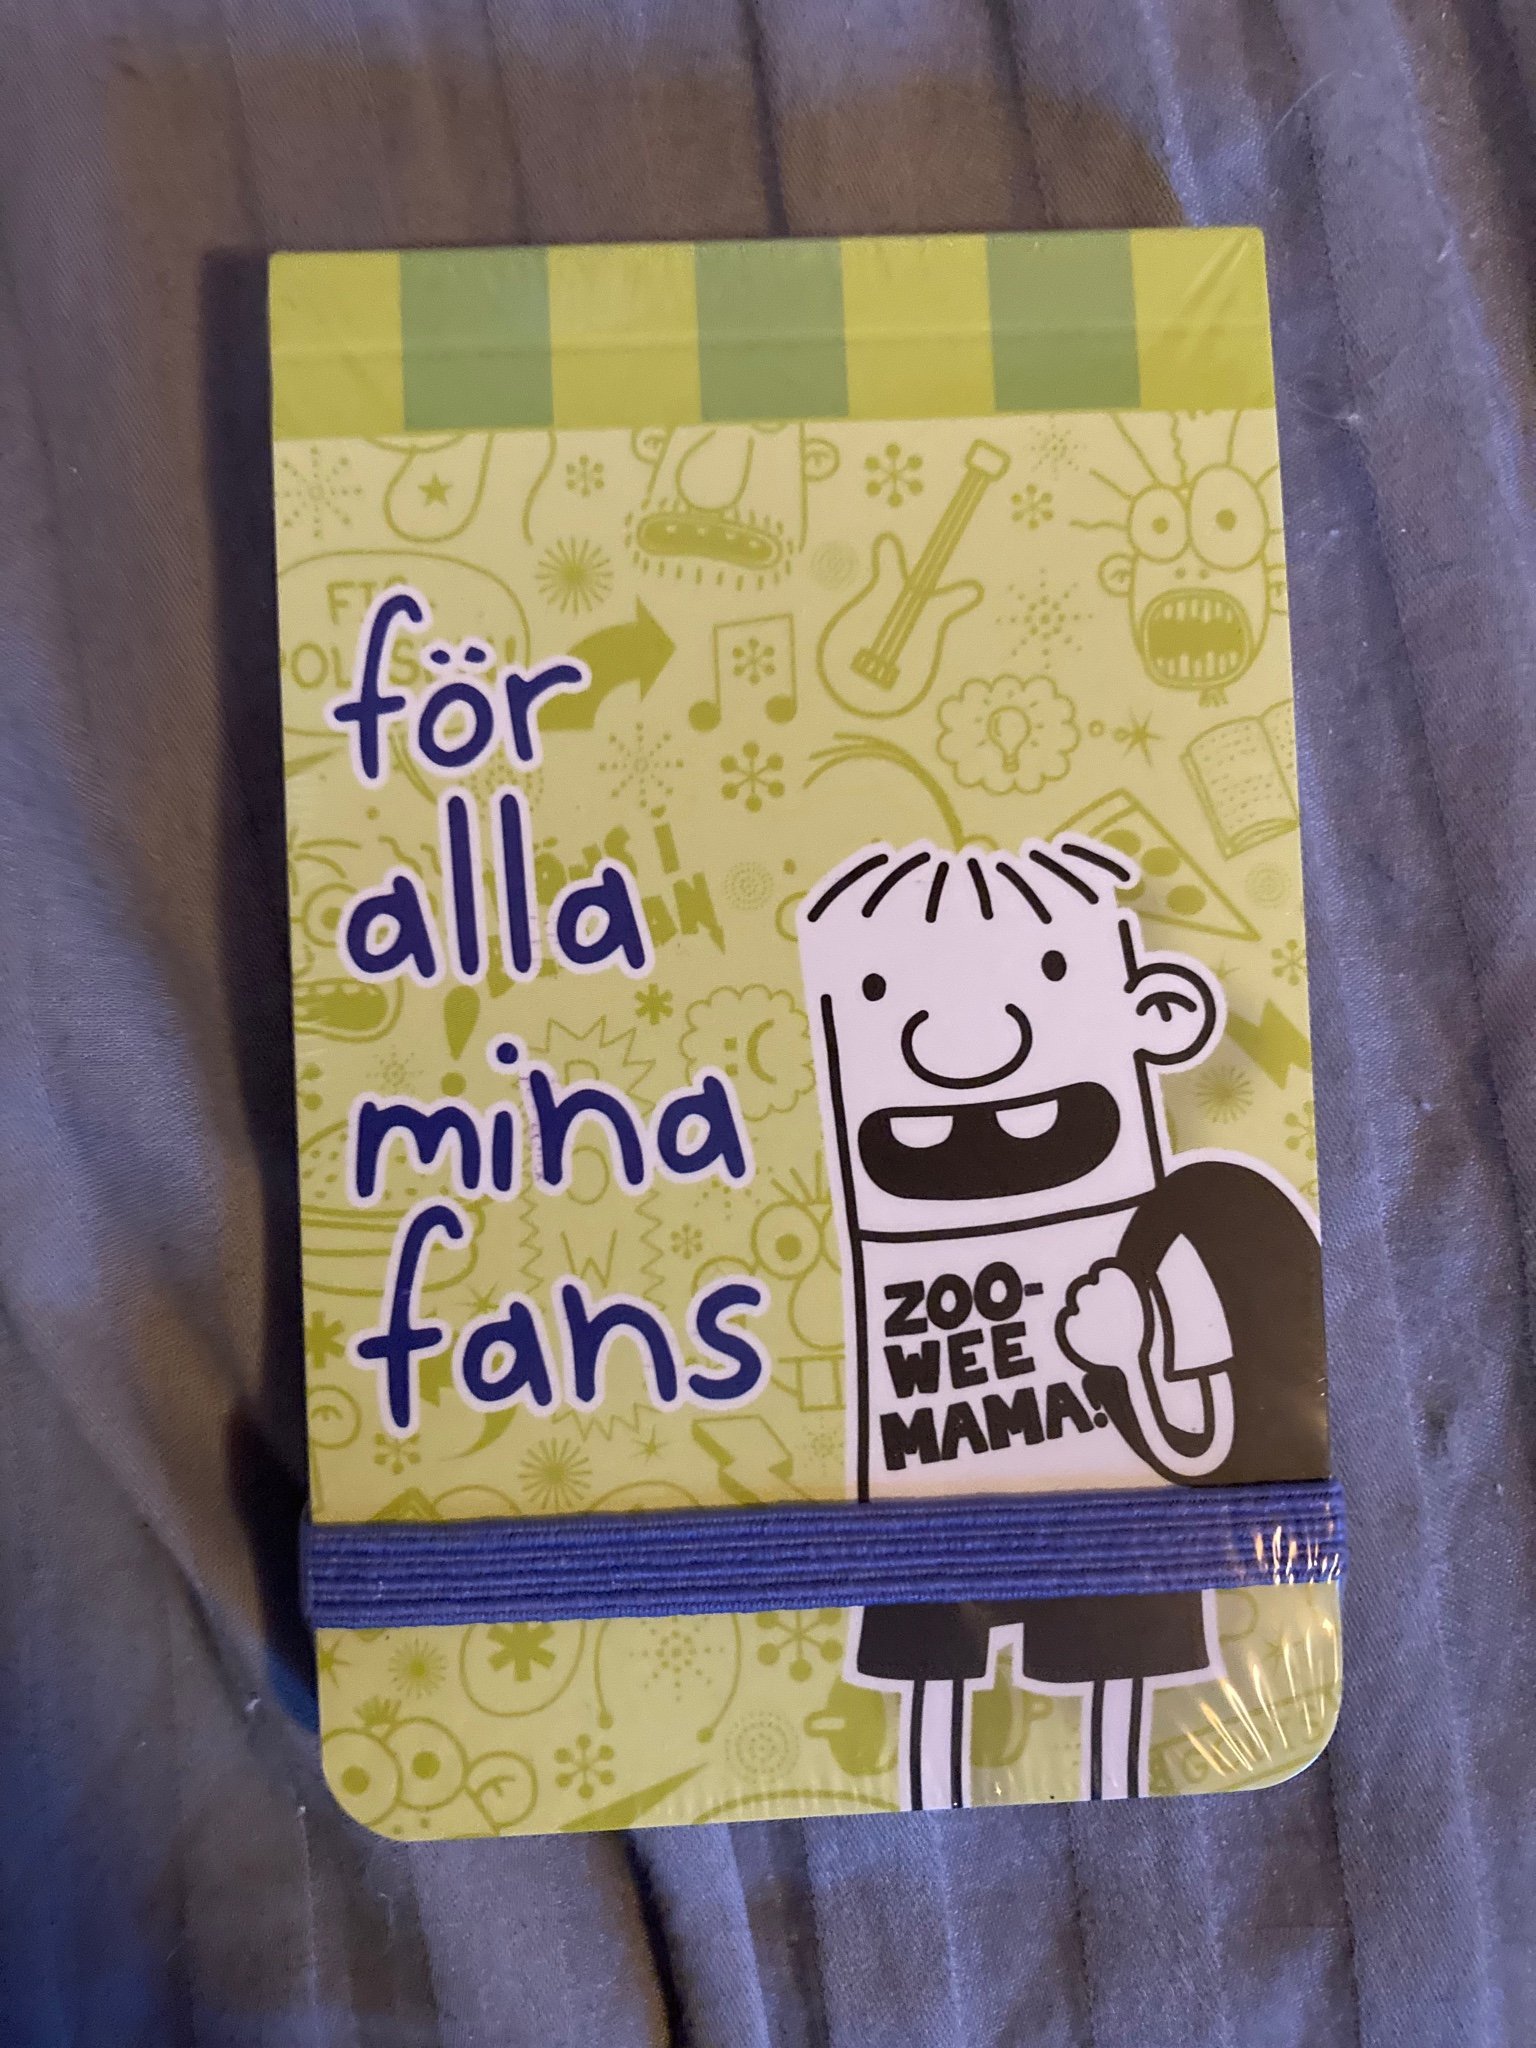 för
alla
mina
fans
ZOO-
WEE
MAMA!